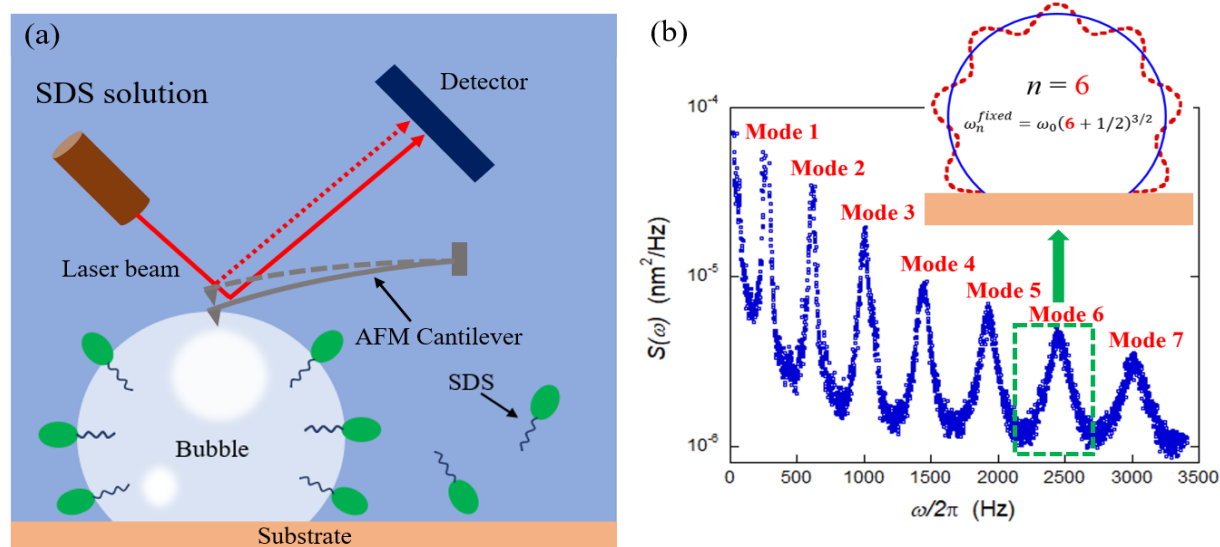 (a)
SDS solution
Detector
Laser beam
AFM Cantilever
SDS
Bubble
Substrate
(b)
n = 6
ω_n^{fixed} = ω_0(6 + 1/2)^{3/2}
10^{-4}
10^{-5}
10^{-6}
S(ω) (nm^2/Hz)
Mode 1
Mode 2
Mode 3
Mode 4
Mode 5
Mode 6
Mode 7
0 500 1000 1500 2000 2500 3000 3500
ω/2π (Hz)